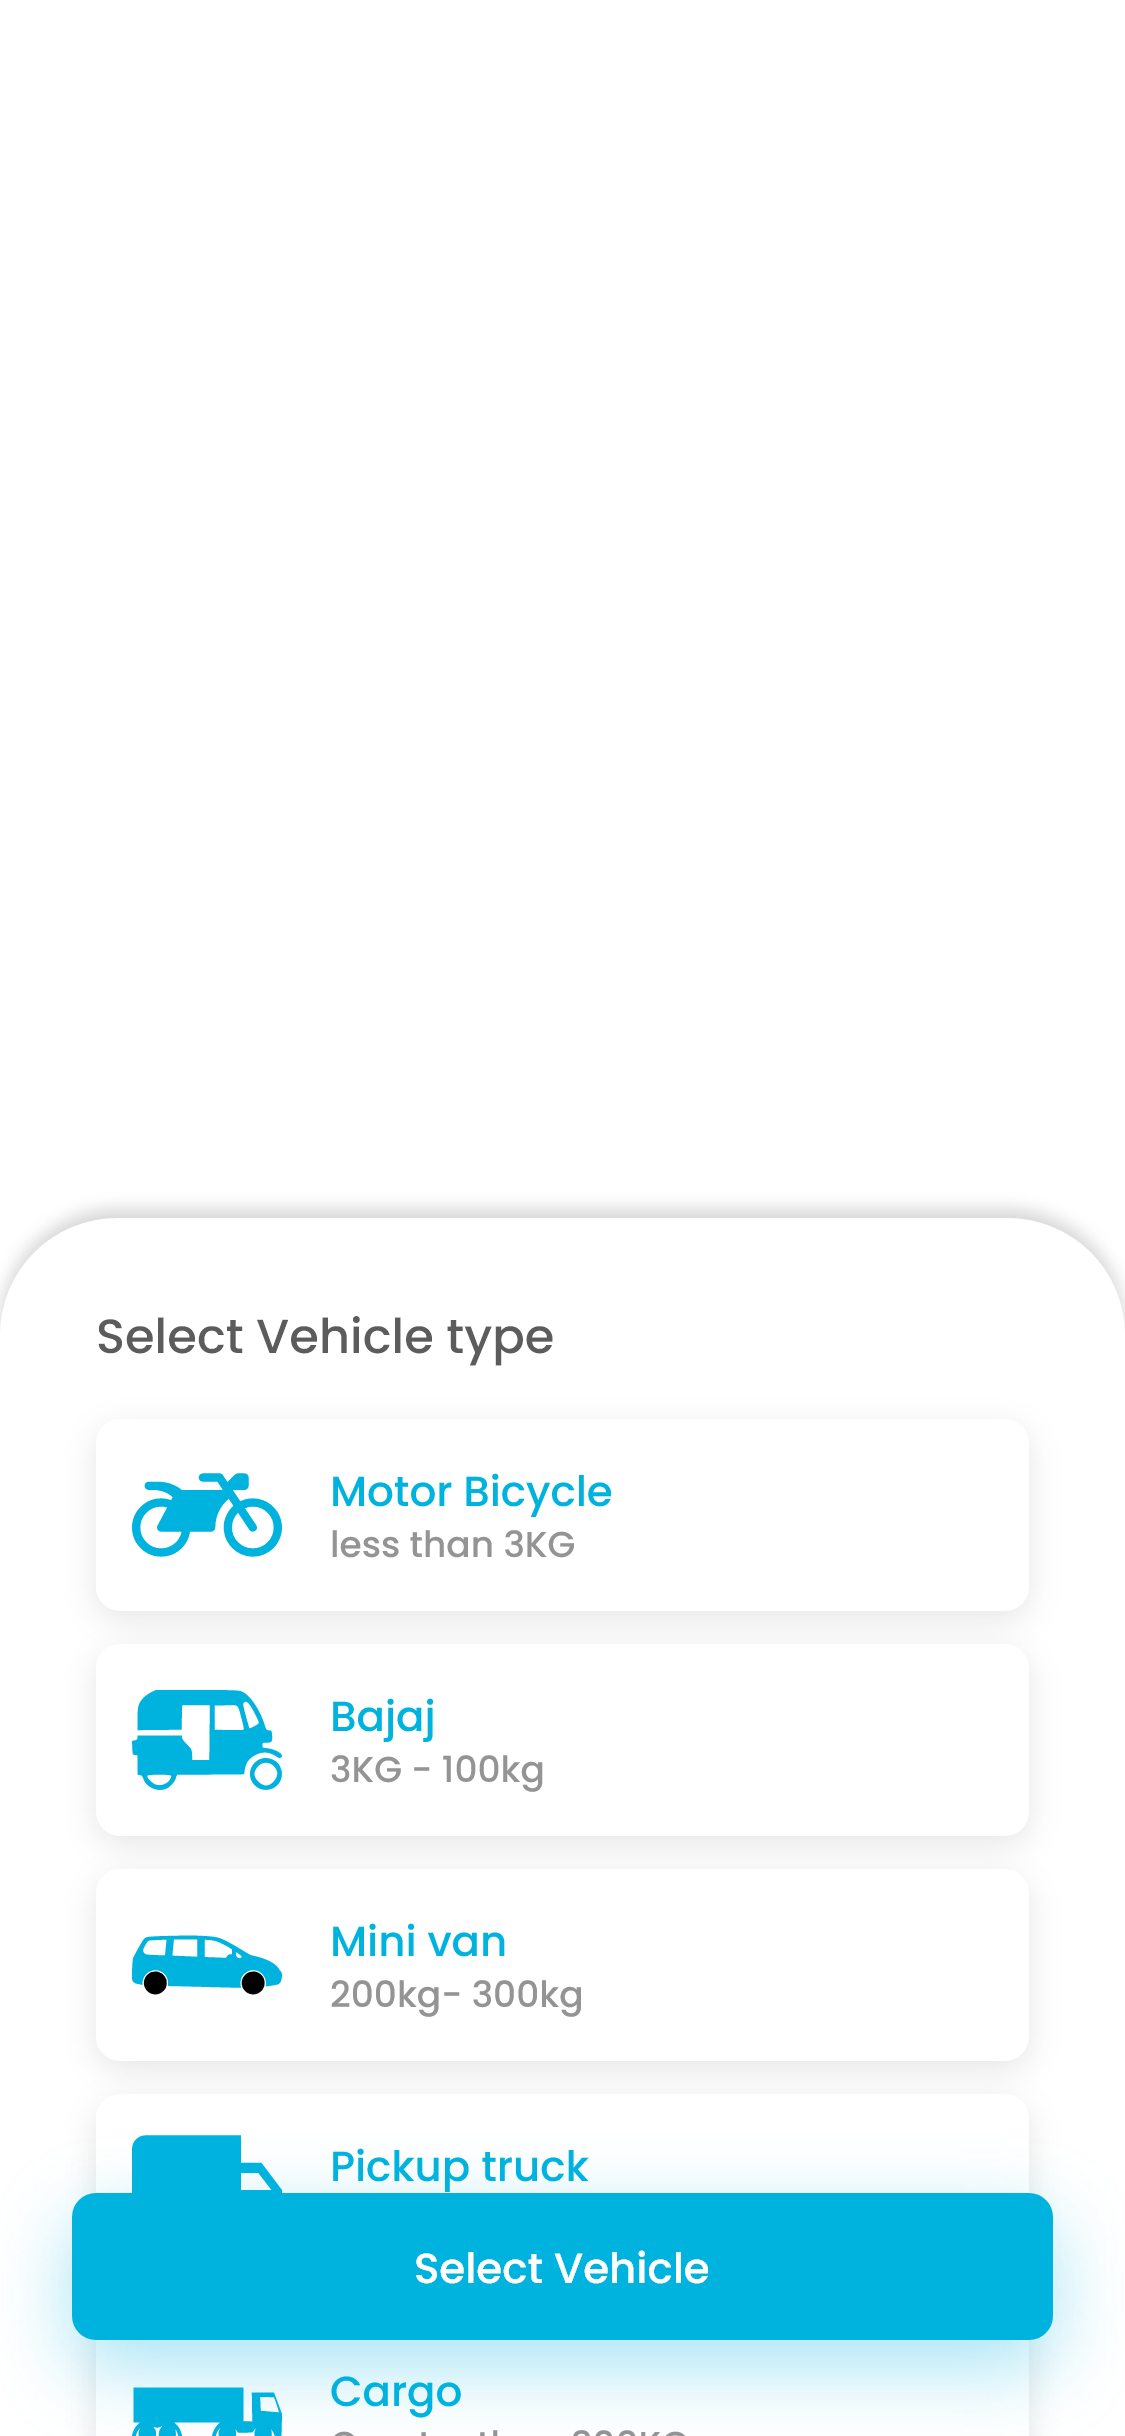 Select Vehicle type
Motor Bicycle
less than 3KG
Bajaj
3KG - 100kg
Mini van
200kg- 300kg
Pickup truck
Select Vehicle
Cargo